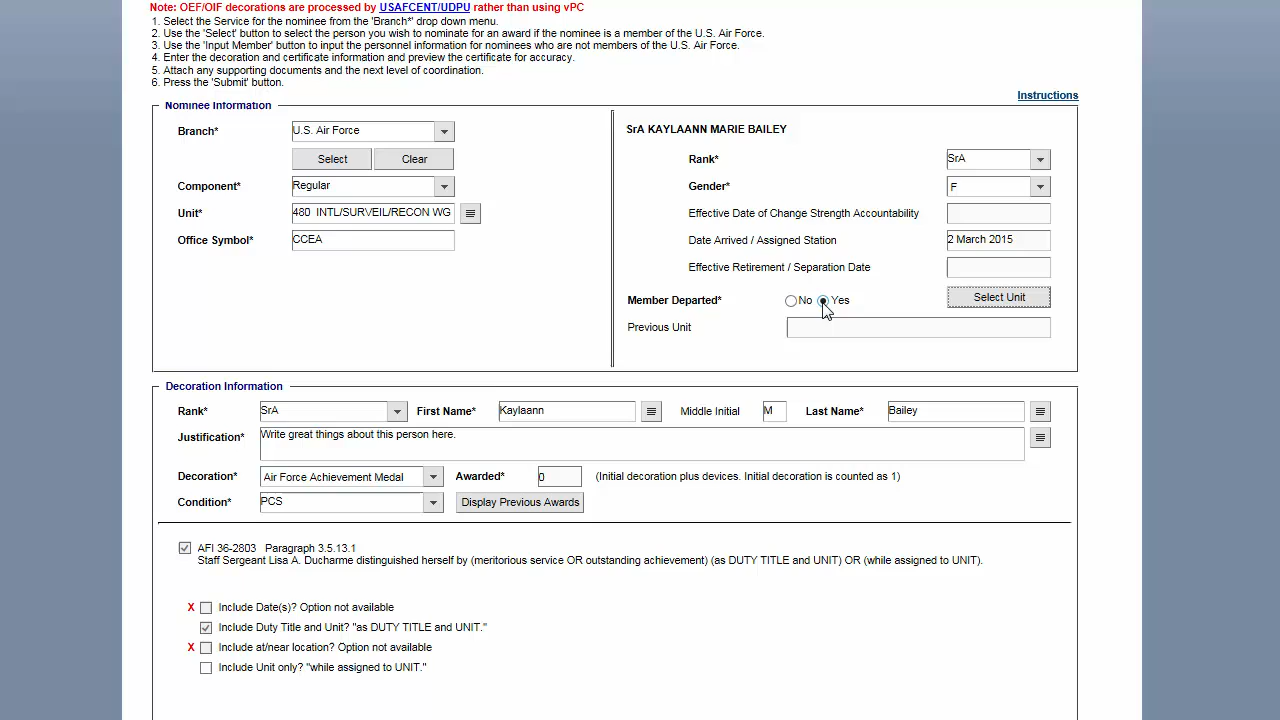 Note: OEF/OIF decorations are processed by USAFCENT/UDPU rather than using vPC
1. Select the Service for the nominee from the 'Branch*' drop down menu.
2. Use the 'Select' button to select the person you wish to nominate for an award if the nominee is a member of the U.S. Air Force.
3. Use the 'Input Member' button to input the personnel information for nominees who are not members of the U.S. Air Force.
4. Enter the decoration and certificate information and preview the certificate for accuracy.
5. Attach any supporting documents and the next level of coordination.
6. Press the 'Submit' button.
Instructions
Nominee Information
Branch* U.S. Air Force
Select Clear
Component* Regular
Unit* 480 INTL/SURVEIL/RECON WG
Office Symbol* CCEA
SrA KAYLAANN MARIE BAILEY
Rank* SrA
Gender* F
Effective Date of Change Strength Accountability
Date Arrived / Assigned Station 2 March 2015
Effective Retirement / Separation Date
Member Departed* No Yes Select Unit
Previous Unit
Decoration Information
Rank* SrA First Name* Kaylaann Middle Initial M Last Name* Bailey
Justification* Write great things about this person here.
Decoration* Air Force Achievement Medal Awarded* 0 (Initial decoration plus devices. Initial decoration is counted as 1)
Condition* PCS Display Previous Awards
AFI 36-2803 Paragraph 3.5.13.1
Staff Sergeant Lisa A. Ducharme distinguished herself by (meritorious service OR outstanding achievement) (as DUTY TITLE and UNIT) OR (while assigned to UNIT).
X Include Date(s)? Option not available
Include Duty Title and Unit? "as DUTY TITLE and UNIT."
X Include at/near location? Option not available
Include Unit only? "while assigned to UNIT."